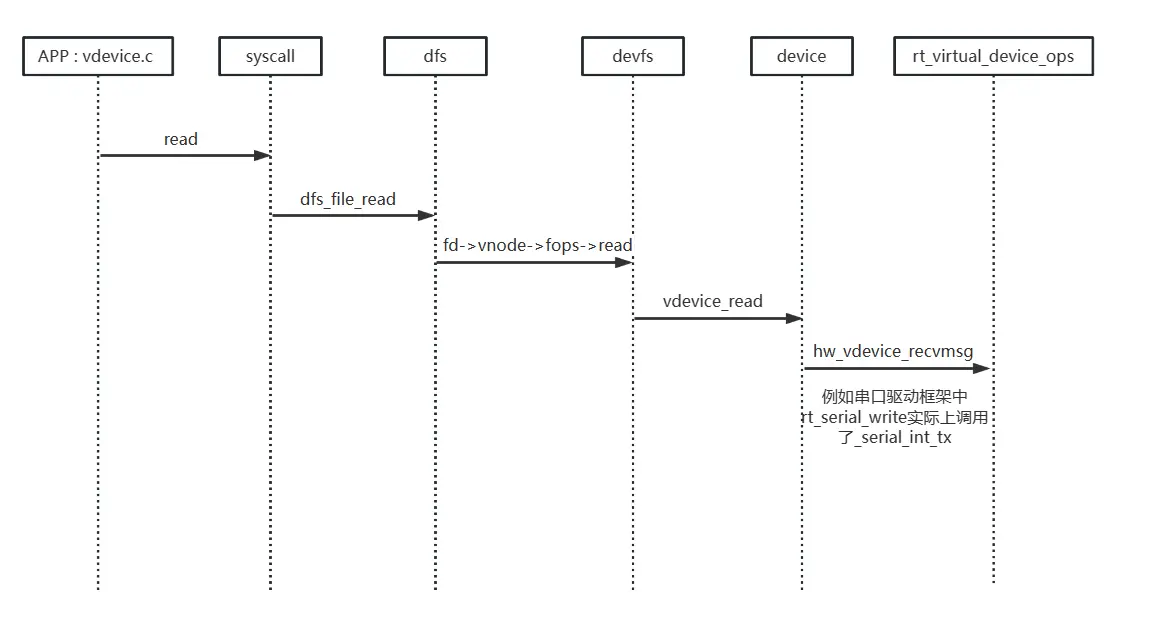 APP : vdevice.c
syscall
dfs
devfs
device
rt_virtual_device_ops
read
dfs_file_read
fd->vnode->fops->read
vdevice_read
hw_vdevice_recvmsg
例如串口驱动框架中
rt_serial_write实际上调用
了_serial_int_tx